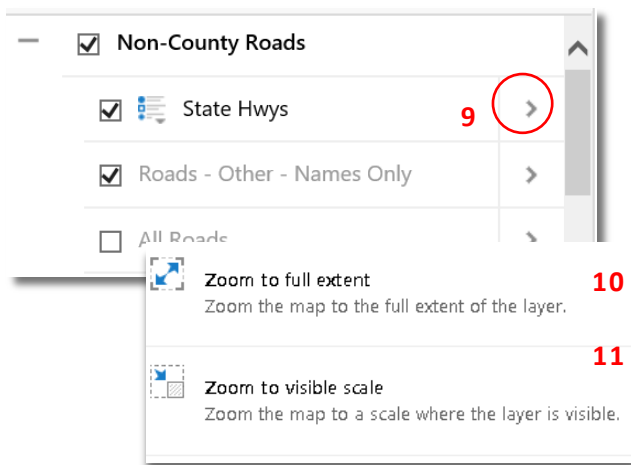 Non-County Roads
State Hwys
9
Roads - Other - Names Only
All Roads
Zoom to full extent
10
Zoom the map to the full extent of the layer.
11
Zoom to visible scale
Zoom the map to a scale where the layer is visible.